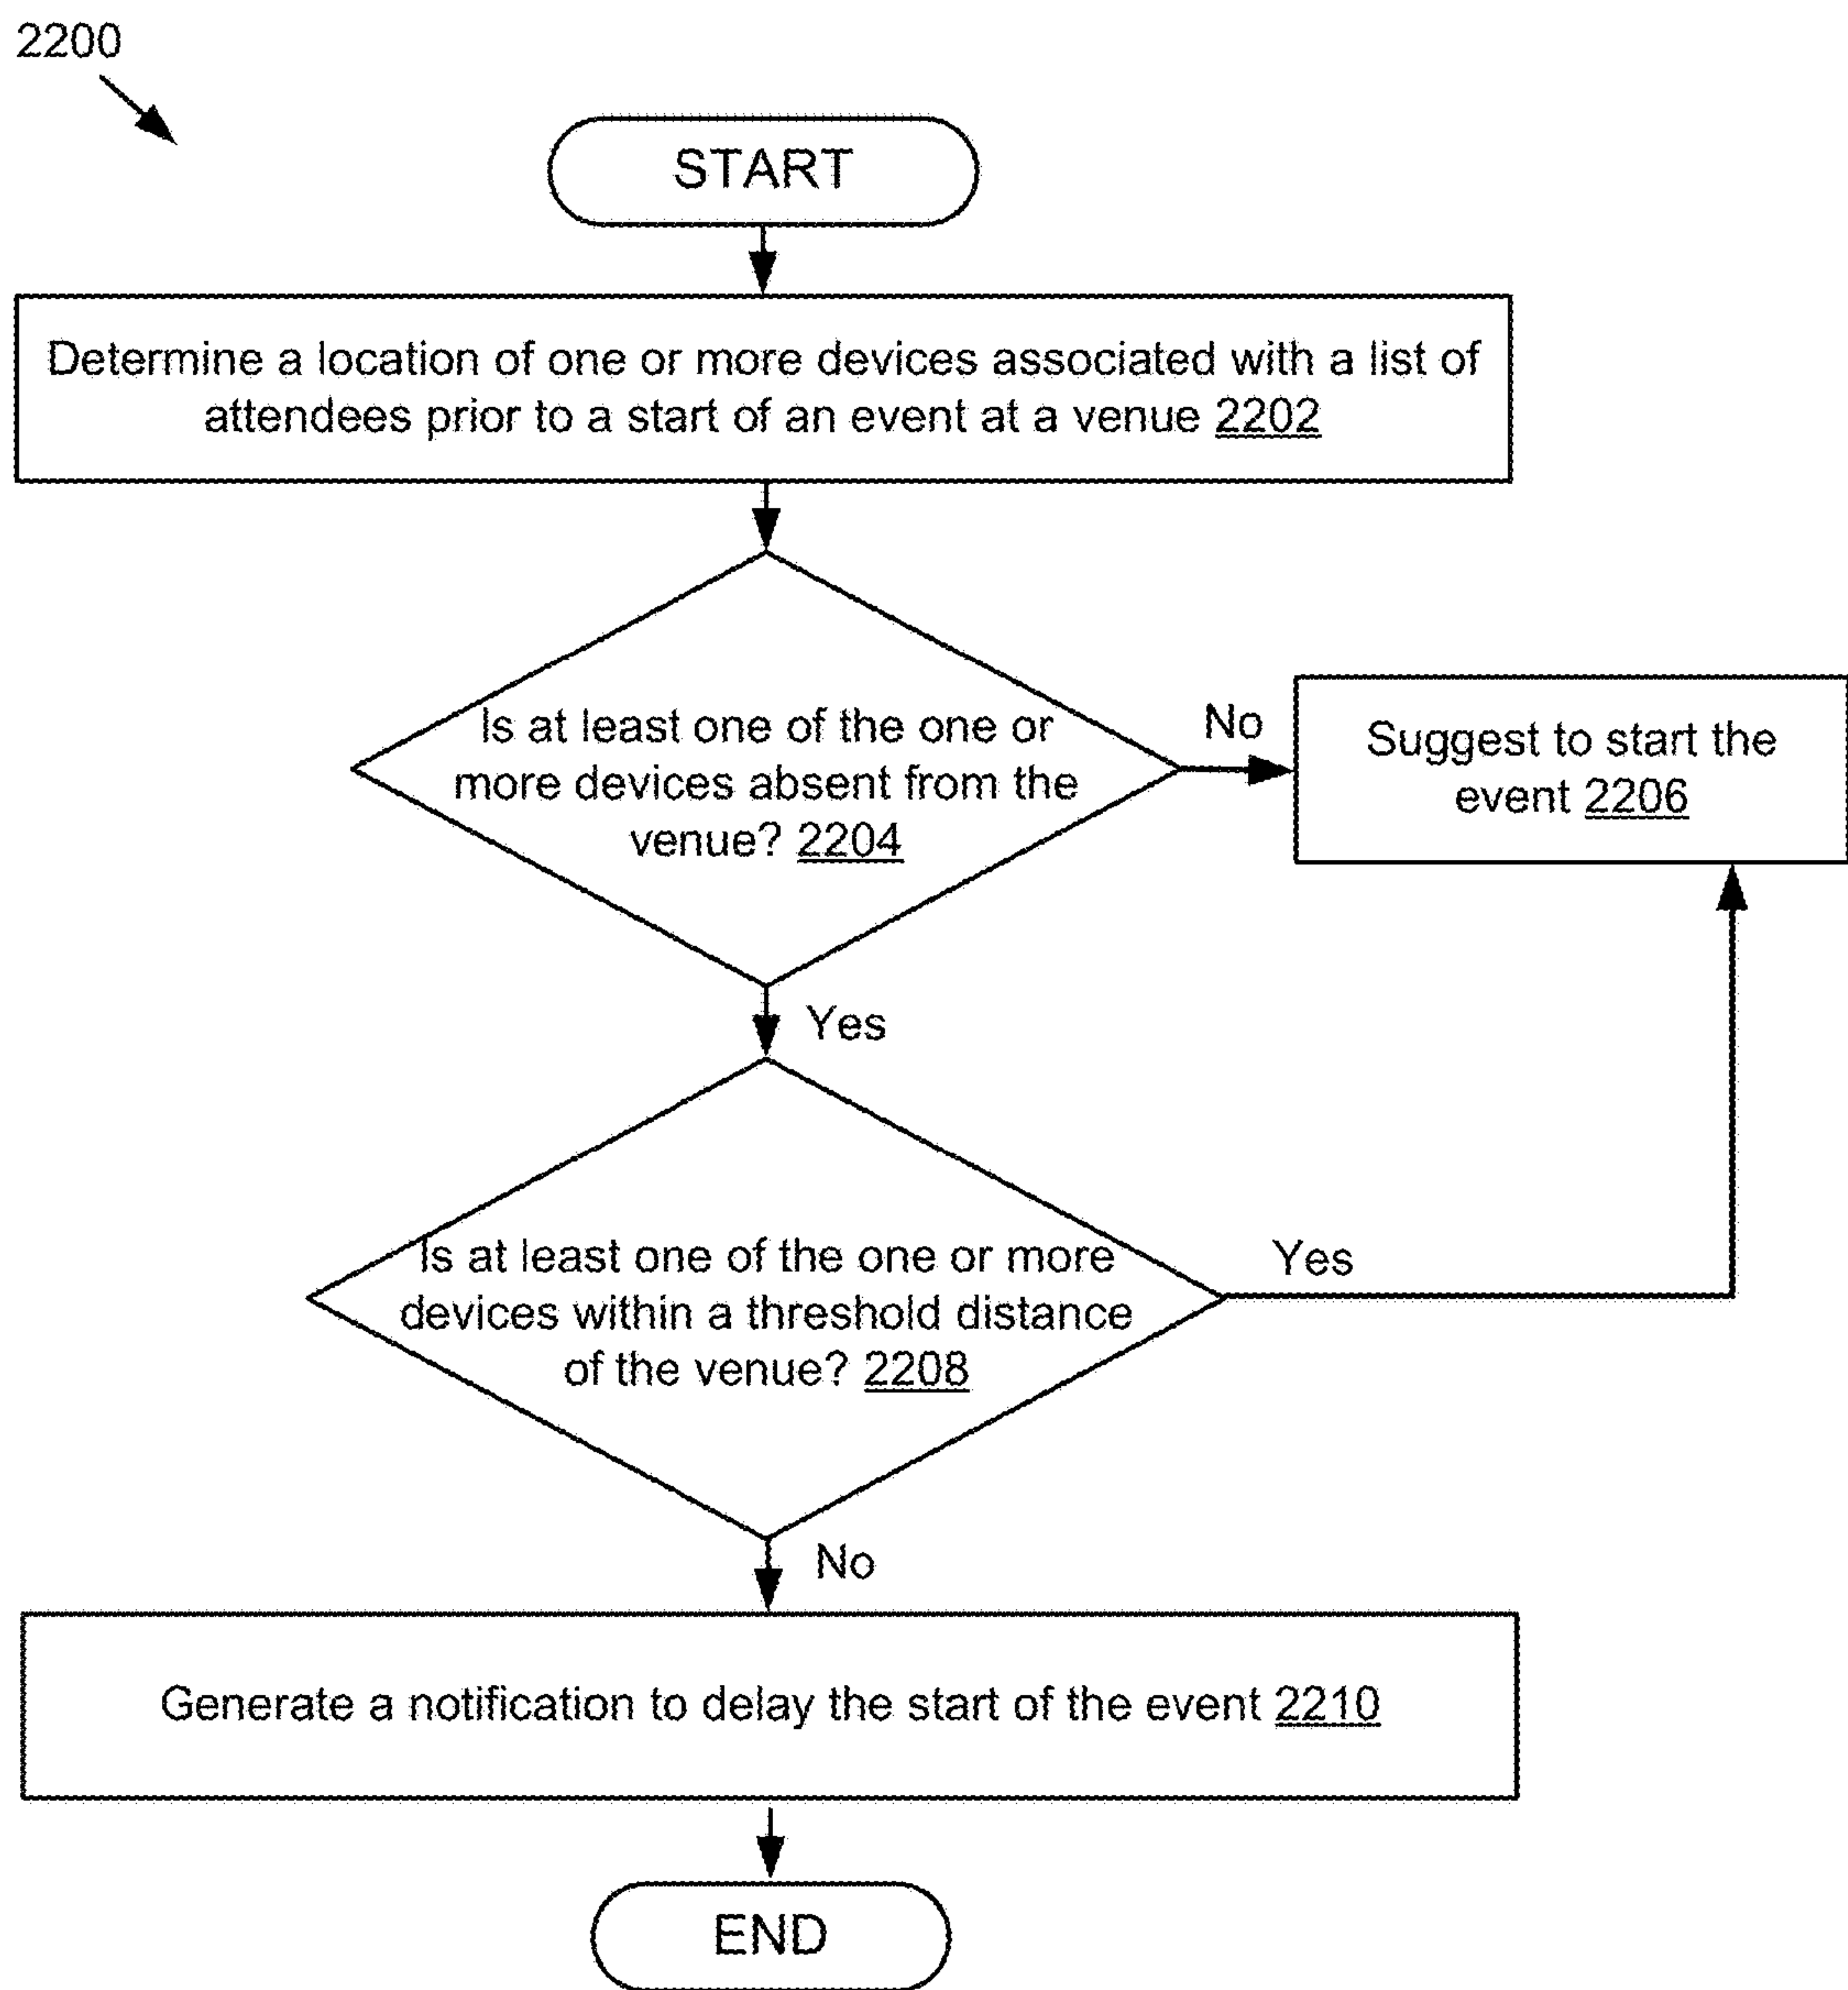 2200
START
Determine a location of one or more devices associated with a list of
attendees prior to a start of an event at a venue 2202
Is at least one of the one or
more devices absent from the
venue? 2204
No
Suggest to start the
event 2206
Yes
Is at least one of the one or more
devices within a threshold distance
of the venue? 2208
Yes
No
Generate a notification to delay the start of the event 2210
END